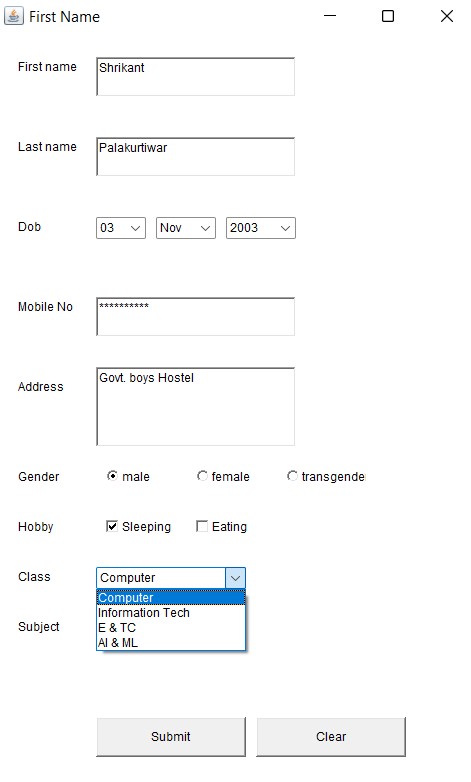 First Name
First name Shrikant
Last name Palakurtiwar
Dob 03 Nov 2003
Mobile No **********
Address Govt. boys Hostel
Gender male female transgende
Hobby Sleeping Eating
Class Computer
Computer
Information Tech
Subject E & TC
AI & ML
Submit Clear